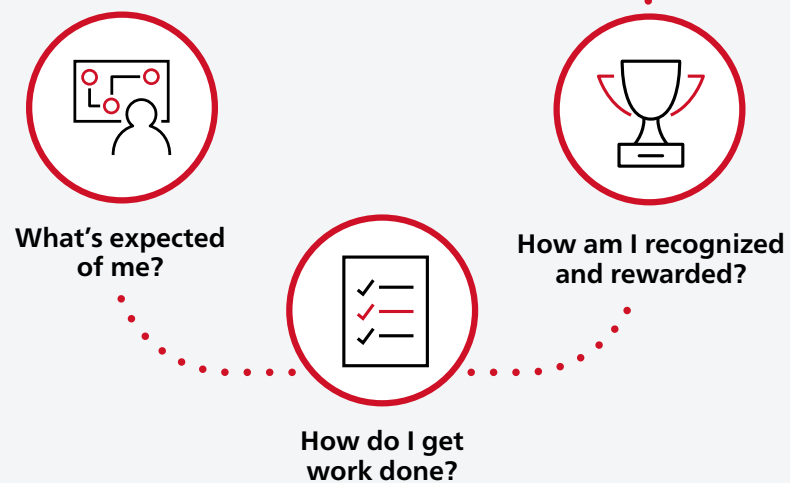 What’s expected
of me?
How do I get
work done?
How am I recognized
and rewarded?